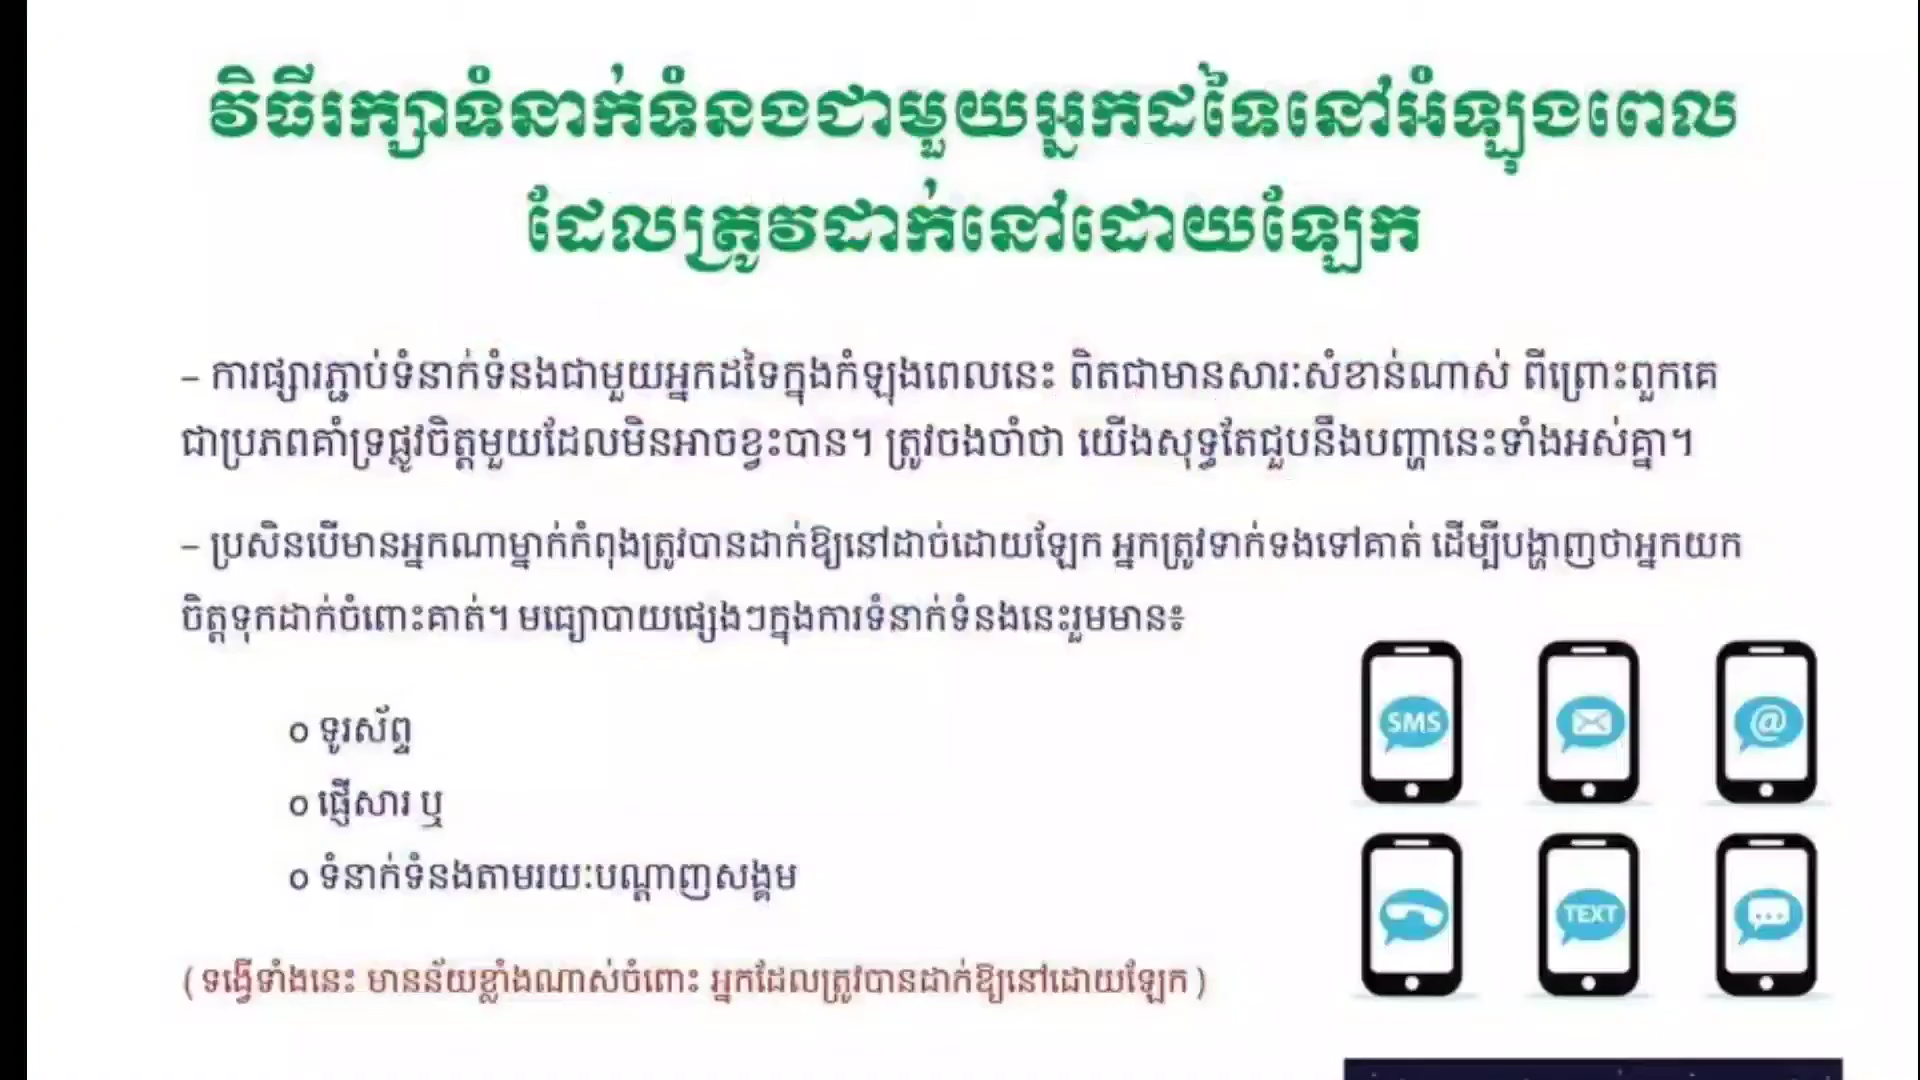 វិធីរក្សាទំនាក់ទំនងជាមួយអ្នកដទៃនៅអំឡុងពេល
ដែលត្រូវដាក់នៅដោយឡែក
– ការផ្សារភ្ជាប់ទំនាក់ទំនងជាមួយអ្នកដទៃក្នុងកំឡុងពេលនេះ ពិតជាមានសារៈសំខាន់ណាស់ ពីព្រោះពួកគេ
ជាប្រភពគាំទ្រផ្លូវចិត្តមួយដែលមិនអាចខ្វះបាន។ ត្រូវចងចាំថា យើងសុទ្ធតែជួបនឹងបញ្ហានេះទាំងអស់គ្នា។
– ប្រសិនបើមានអ្នកណាម្នាក់កំពុងត្រូវបានដាក់ឱ្យនៅដាច់ដោយឡែក អ្នកត្រូវទាក់ទងទៅគាត់ ដើម្បីបង្ហាញថាអ្នកយក
ចិត្តទុកដាក់ចំពោះគាត់។ មធ្យោបាយផ្សេងៗក្នុងការទំនាក់ទំនងនេះរួមមាន៖
o ទូរស័ព្ទ
o ផ្ញើសារ ឬ
o ទំនាក់ទំនងតាមរយៈបណ្តាញសង្គម
SMS @
TEXT
( ទង្វើទាំងនេះ មានន័យខ្លាំងណាស់ចំពោះ អ្នកដែលត្រូវបានដាក់ឱ្យនៅដោយឡែក )